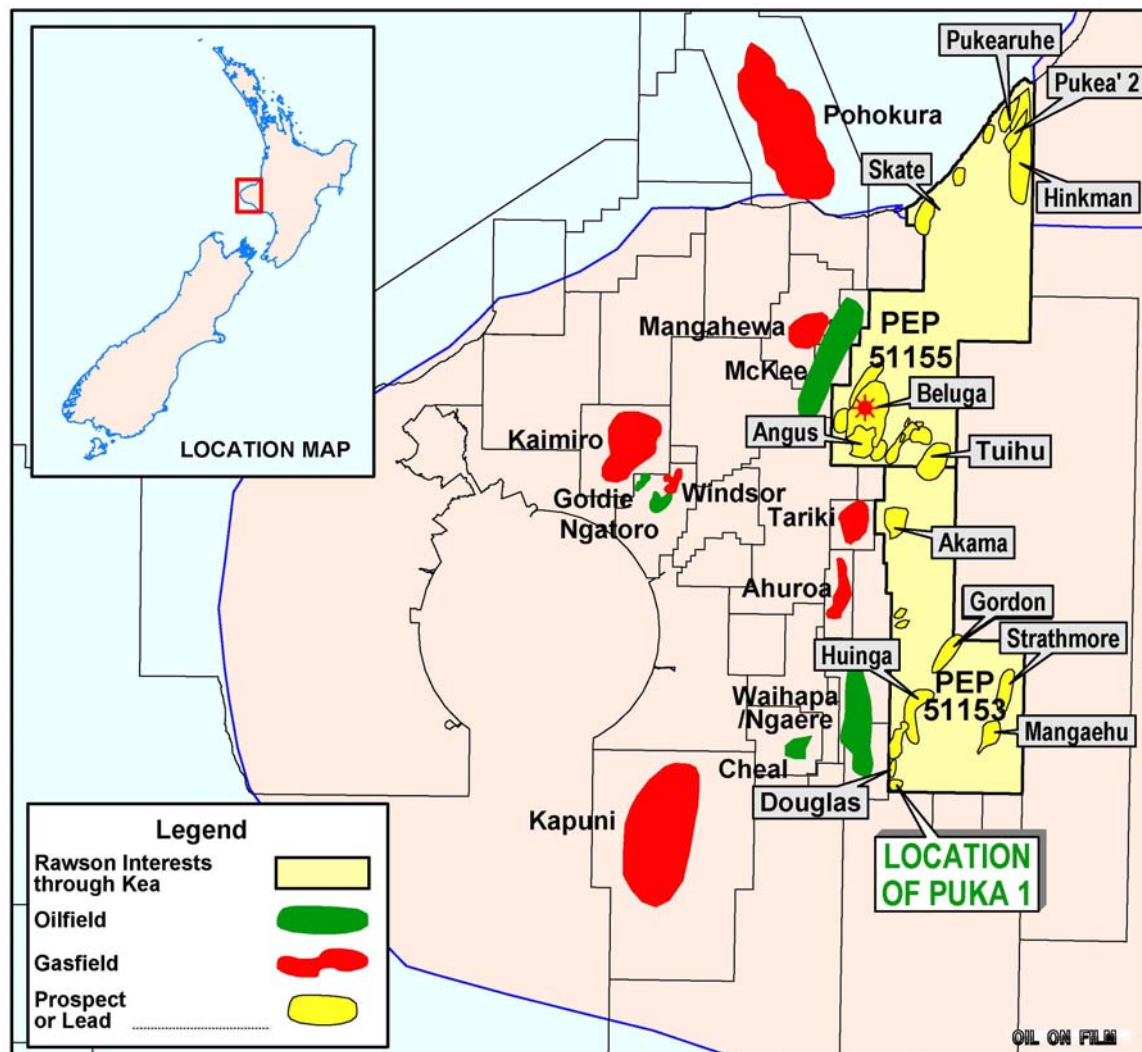 Pukearuhe
Pukea' 2
Pohokura
Skate
Hinkman
Mangahewa
PEP
51155
McKee
Beluga
LOCATION MAP
Kaimiro
Angus
Tuihu
Goldie
Windsor
Ngatoro
Tariki
Akama
Ahuroa
Gordon
Strathmore
Huinga
Waihapa
/Ngaere
PEP
51153
Mangaehu
Cheal
Douglas
Kapuni
LOCATION
OF PUKA 1
Legend
Rawson Interests
through Kea
Oilfield
Gasfield
Prospect
or Lead
OIL ON FILM